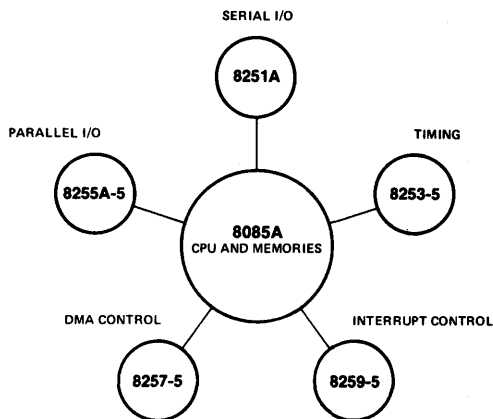 SERIAL I/O
8251A
PARALLEL I/O
TIMING
8255A-5
8253-5
8085A
CPU AND MEMORIES
DMA CONTROL
INTERRUPT CONTROL
8257-5
8259-5